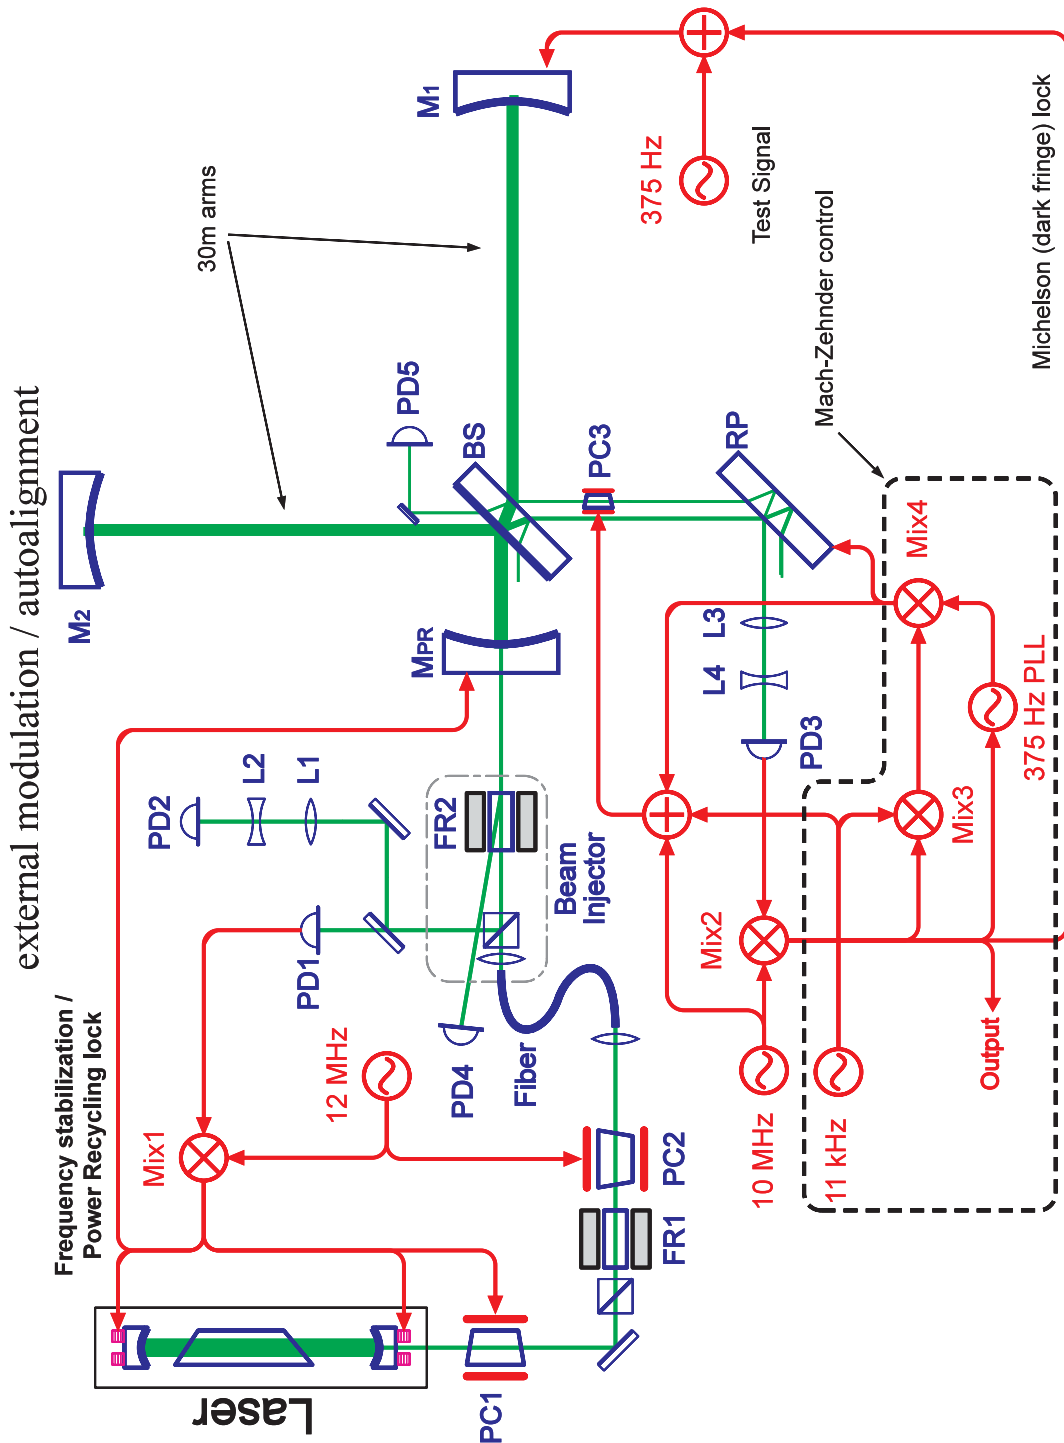 external modulation / autoalignment
Frequency stabilization /
Power Recycling lock
Laser
PC1
Mix1
12 MHz
PD1
PD2
L2
L1
PD4
Fiber
Beam
Injector
FR2
FR1
PC2
MPR
M2
30m arms
PD5
BS
M1
375 Hz
Test Signal
PC3
RP
Mach-Zehnder control
Michelson (dark fringe) lock
L3
L4
PD3
Mix4
375 Hz PLL
Mix3
Mix2
10 MHz
11 kHz
Output